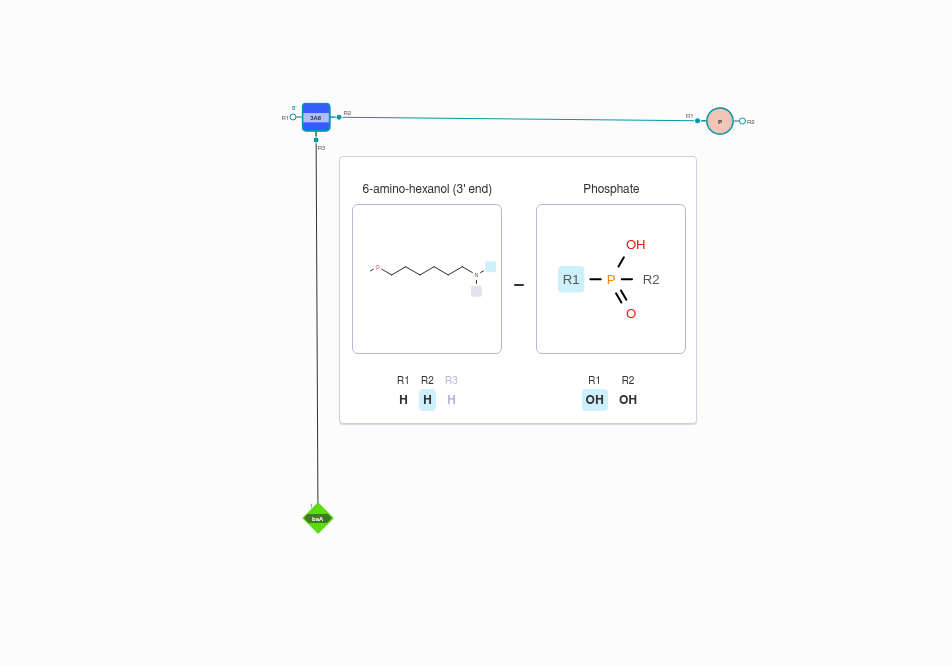 5'
R1
3A6
R2
R3
R1
P
R2
6-amino-hexanol (3' end)
Phosphate
O
N
OH
R1
P
R2
O
R1 R2 R3
H H H
R1 R2
OH OH
baA